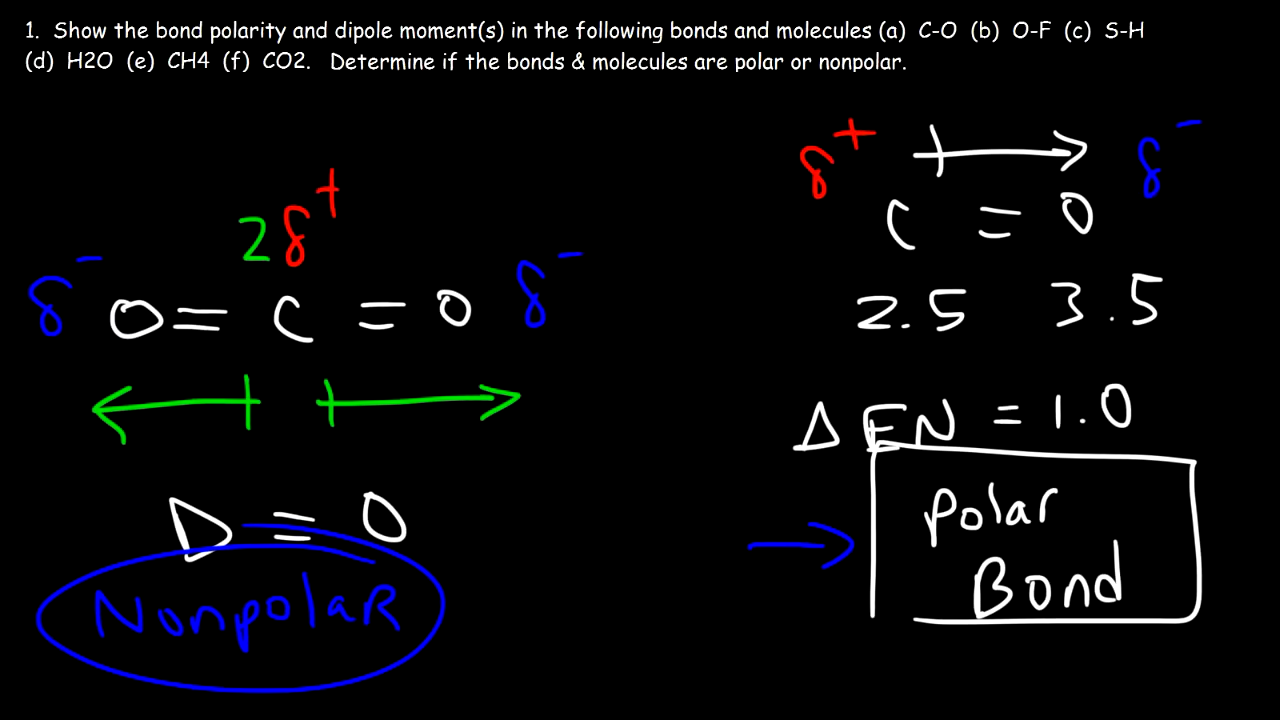 1. Show the bond polarity and dipole moment(s) in the following bonds and molecules (a) C-O (b) O-F (c) S-H
(d) H2O (e) CH4 (f) CO2. Determine if the bonds & molecules are polar or nonpolar.
2δ+
δ- O = C = O δ-
D = 0
Nonpolar
δ+ δ-
C = O
2.5 3.5
Δ EN = 1.0
Polar
Bond